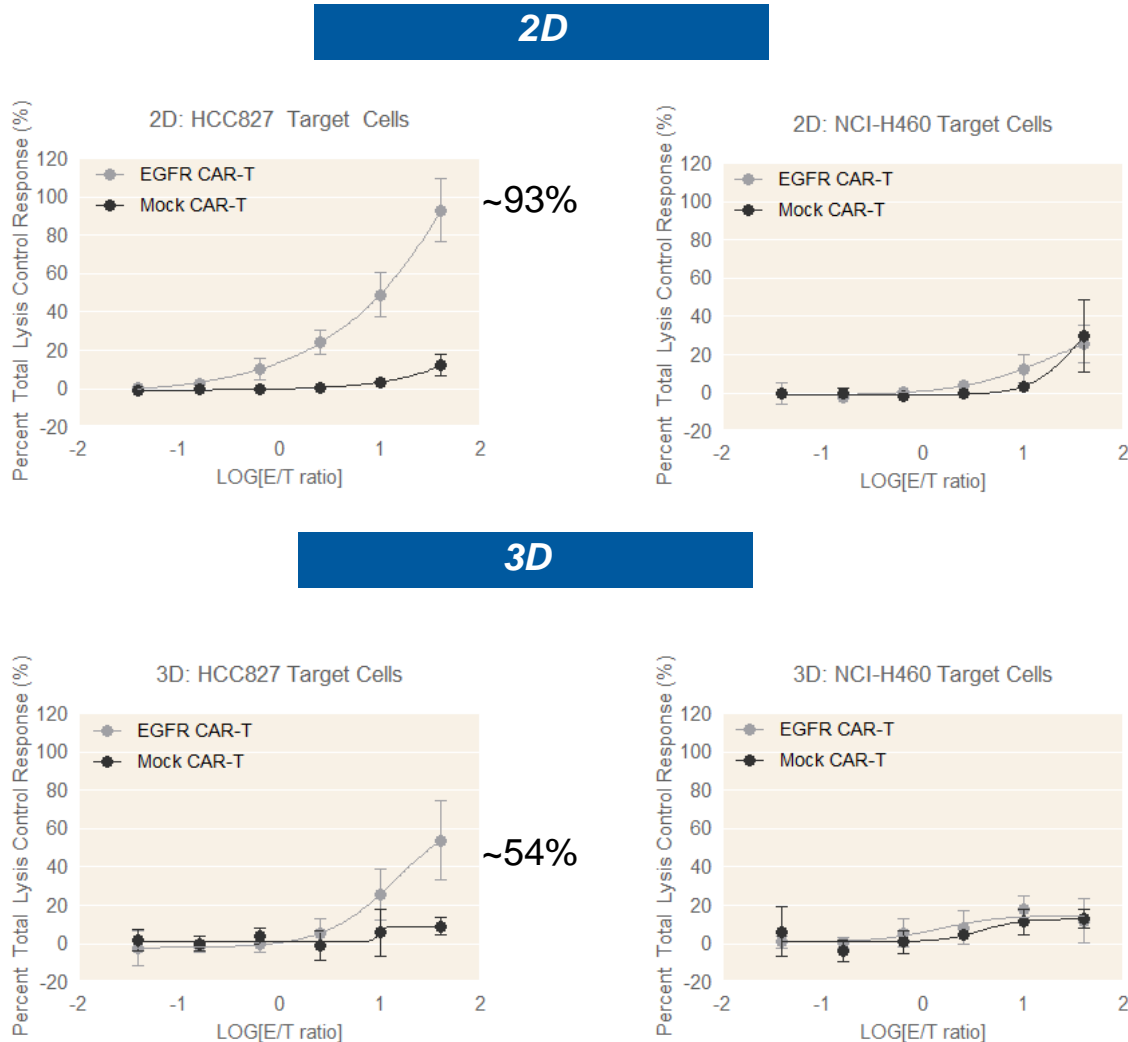 2D
2D: HCC827 Target Cells
Percent Total Lysis Control Response (%)
120
100
80
60
40
20
0
-20
EGFR CAR-T
Mock CAR-T
~93%
-2
-1
0
1
2
LOG[E/T ratio]
2D: NCI-H460 Target Cells
Percent Total Lysis Control Response (%)
120
100
80
60
40
20
0
-20
EGFR CAR-T
Mock CAR-T
-2
-1
0
1
2
LOG[E/T ratio]
3D
3D: HCC827 Target Cells
Percent Total Lysis Control Response (%)
120
100
80
60
40
20
0
-20
EGFR CAR-T
Mock CAR-T
~54%
-2
-1
0
1
2
LOG[E/T ratio]
3D: NCI-H460 Target Cells
Percent Total Lysis Control Response (%)
120
100
80
60
40
20
0
-20
EGFR CAR-T
Mock CAR-T
-2
-1
0
1
2
LOG[E/T ratio]